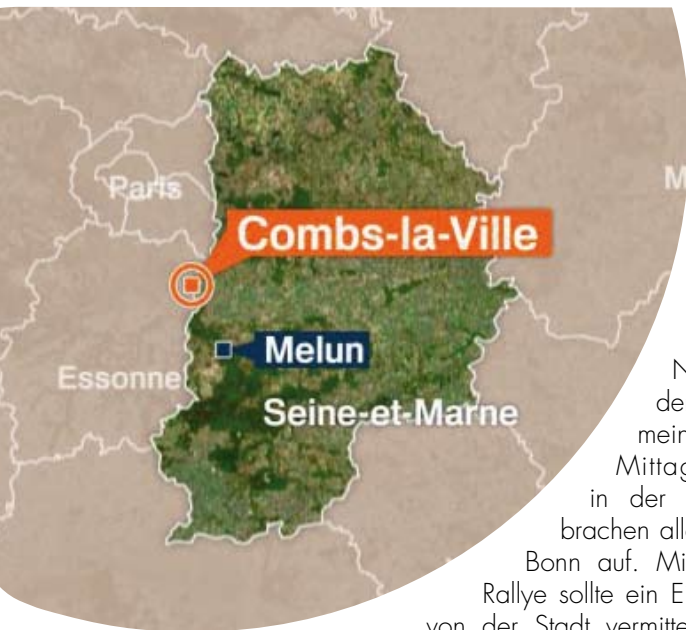 Paris
M
Combs-la-Ville
Melun
Essonne
Seine-et-Marne
N
de
mein
Mittag
in der
brachen alle
Bonn auf. Mi
Rallye sollte ein E
von der Stadt vermitte